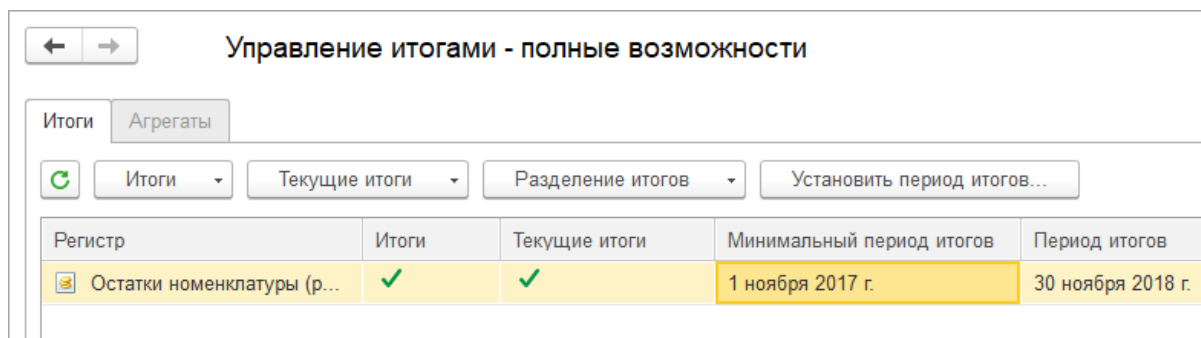 Управление итогами - полные возможности
Итоги Агрегаты
Итоги Текущие итоги Разделение итогов Установить период итогов...
Регистр Итоги Текущие итоги Минимальный период итогов Период итогов
Остатки номенклатуры (р... 1 ноября 2017 г. 30 ноября 2018 г.